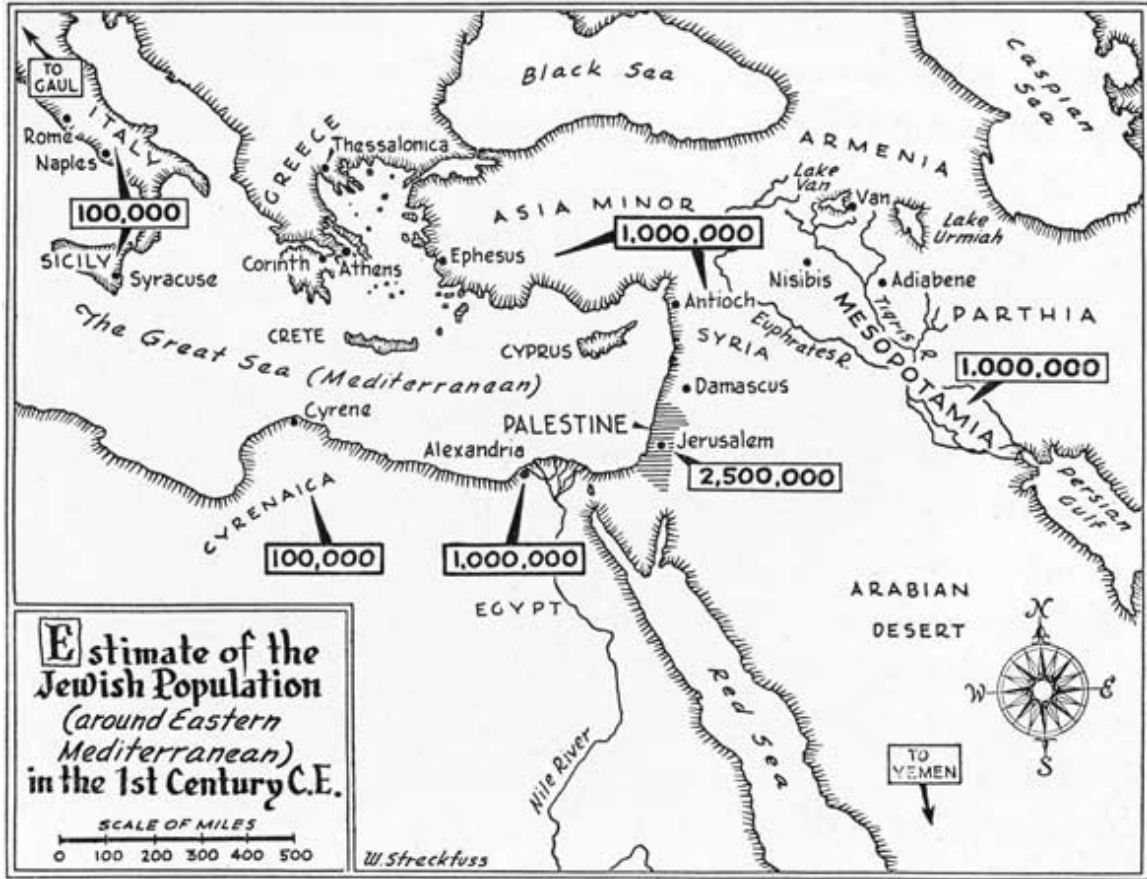 TO
GAUL
ITALY
Rome
Naples
100,000
SICILY
Syracuse
GREECE
Thessalonica
Corinth
Athens
Black Sea
Caspian
Sea
ARMENIA
Lake
Van
Van
Lake
Urmiah
ASIA MINOR
1,000,000
Ephesus
Nisibis
Adiabene
Antioch
Tigris R.
MESOPOTAMIA
PARTHIA
The Great Sea (Mediterranean)
CRETE
CYPRUS
SYRIA
Euphrates R.
1.000,000
Damascus
Cyrene
PALESTINE
Alexandria
Jerusalem
2,500,000
Persian
Gulf
CYRENAICA
100,000
1,000,000
EGYPT
ARABIAN
DESERT
Red Sea
Nile River
N
W
E
S
TO
YEMEN
Estimate of the
Jewish Population
(around Eastern
Mediterranean)
in the 1st Century C.E.
SCALE OF MILES
0 100 200 300 400 500
W. Streckfuss